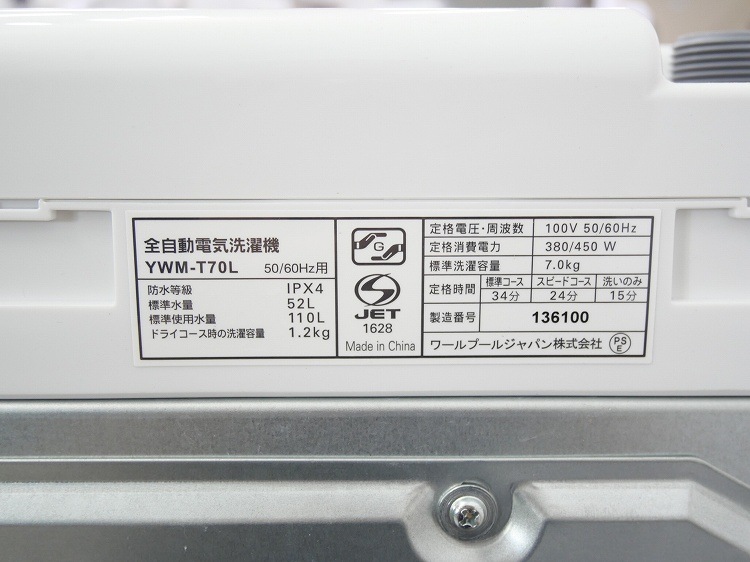 全自動電気洗濯機
YWM-T70L 50/60Hz用
防水等級 IPX4
標準水量 52L
標準使用水量 110L
ドライコース時の洗濯容量 1.2kg
G
S
JET
1628
Made in China
定格電圧・周波数 100V 50/60Hz
定格消費電力 380/450 W
標準洗濯容量 7.0kg
定格時間 標準コース スピードコース 洗いのみ
34分 24分 15分
製造番号 136100
ワールプールジャパン株式会社 PSE